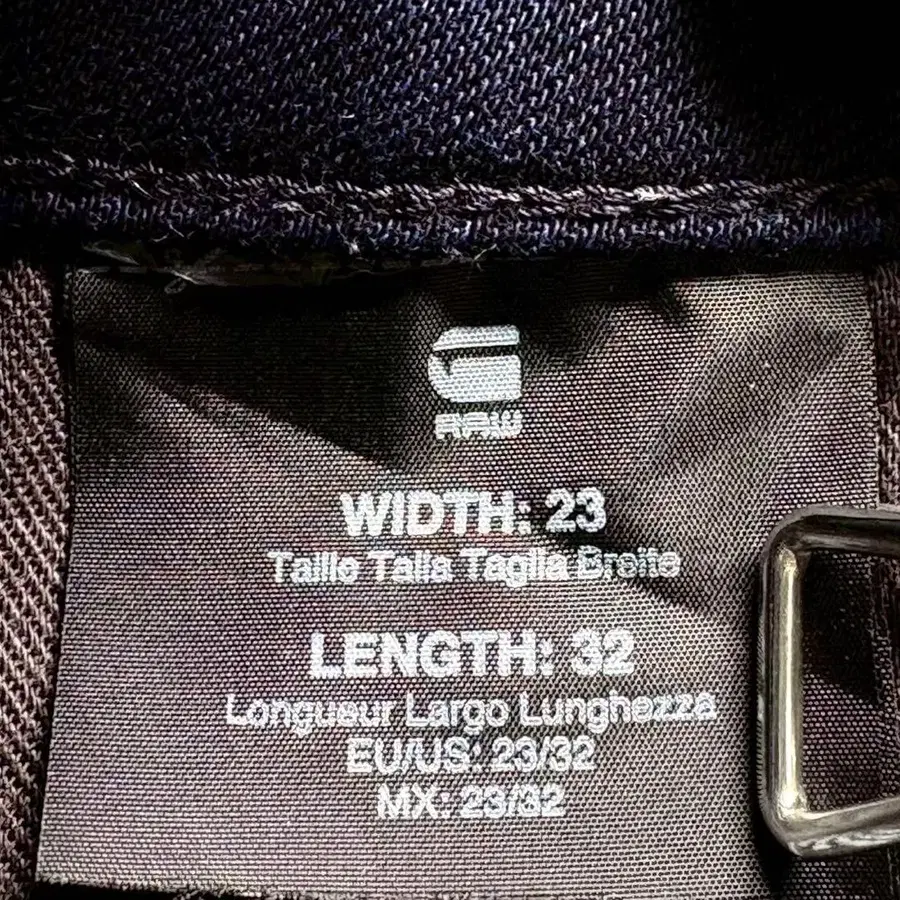 RAW
WIDTH: 23
Taille Talla Taglia Breite
LENGTH: 32
Longueur Largo Lunghezza
EU/US: 23/32
MX: 23/32